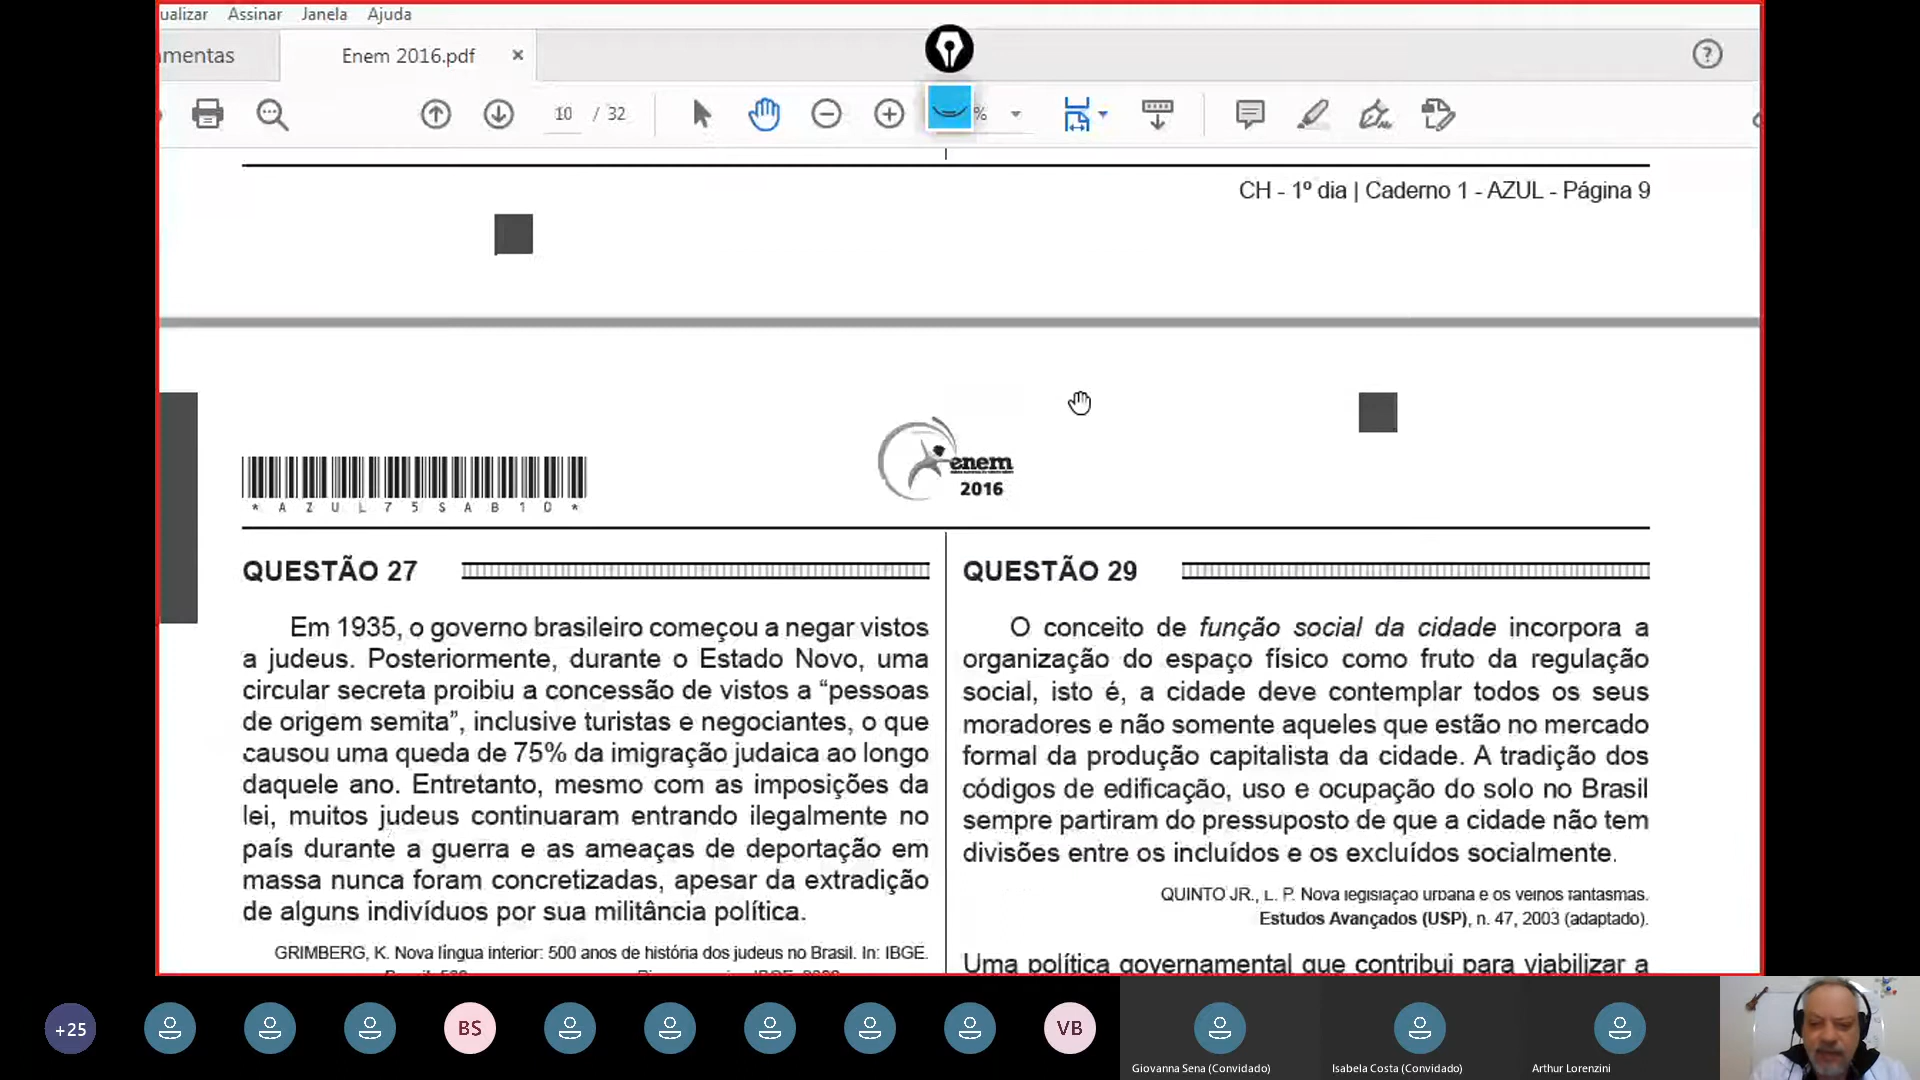 ualizar Assinar Janela Ajuda
amentas Enem 2016.pdf
10 / 32 %
CH - 1º dia | Caderno 1 - AZUL - Página 9
enem
2016
* A Z U L 7 5 S A B 1 0 *
QUESTÃO 27
Em 1935, o governo brasileiro começou a negar vistos
a judeus. Posteriormente, durante o Estado Novo, uma
circular secreta proibiu a concessão de vistos a “pessoas
de origem semita”, inclusive turistas e negociantes, o que
causou uma queda de 75% da imigração judaica ao longo
daquele ano. Entretanto, mesmo com as imposições da
lei, muitos judeus continuaram entrando ilegalmente no
país durante a guerra e as ameaças de deportação em
massa nunca foram concretizadas, apesar da extradição
de alguns indivíduos por sua militância política.
GRIMBERG, K. Nova língua interior: 500 anos de história dos judeus no Brasil. In: IBGE.
QUESTÃO 29
O conceito de função social da cidade incorpora a
organização do espaço físico como fruto da regulação
social, isto é, a cidade deve contemplar todos os seus
moradores e não somente aqueles que estão no mercado
formal da produção capitalista da cidade. A tradição dos
códigos de edificação, uso e ocupação do solo no Brasil
sempre partiram do pressuposto de que a cidade não tem
divisões entre os incluídos e os excluídos socialmente.
QUINTO JR., L. P. Nova legislação urbana e os velhos fantasmas.
Estudos Avançados (USP), n. 47, 2003 (adaptado).
Uma política governamental que contribui para viabilizar a
+25 BS VB
Giovanna Sena (Convidado) Isabela Costa (Convidado) Arthur Lorenzini